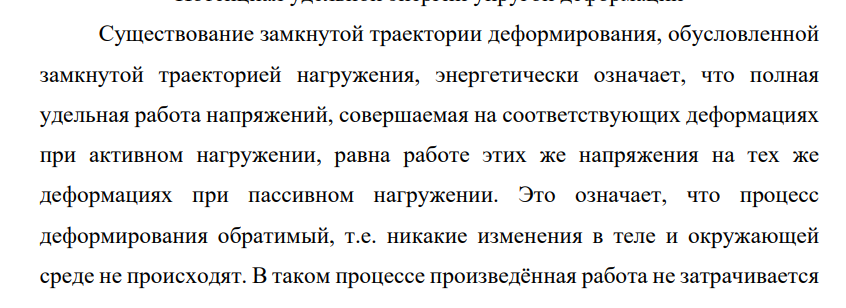 Существование замкнутой траектории деформирования, обусловленной
замкнутой траекторией нагружения, энергетически означает, что полная
удельная работа напряжений, совершаемая на соответствующих деформациях
при активном нагружении, равна работе этих же напряжения на тех же
деформациях при пассивном нагружении. Это означает, что процесс
деформирования обратимый, т.е. никакие изменения в теле и окружающей
среде не происходят. В таком процессе произведённая работа не затрачивается